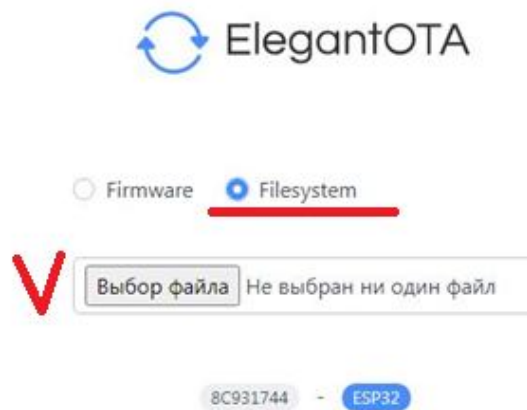 ElegantOTA
Firmware Filesystem
Выбор файла Не выбран ни один файл
8C931744 - ESP32